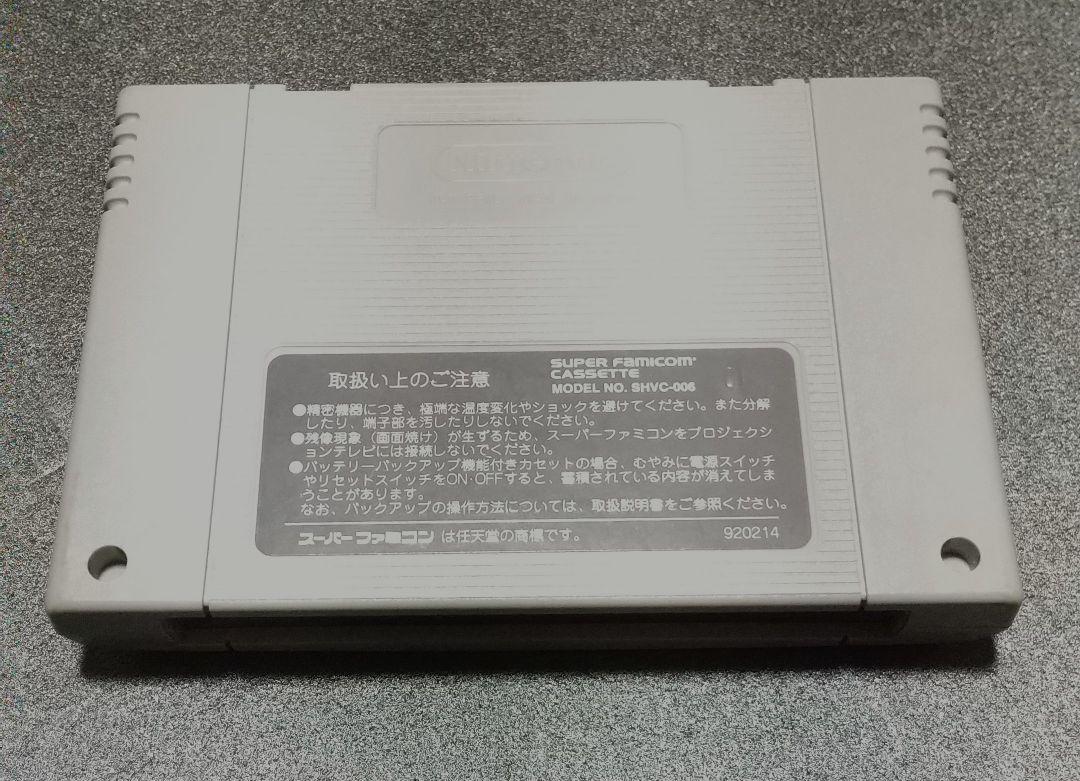 取扱い上のご注意
SUPER FAMICOM
CASSETTE
MODEL NO. SHVC-006
●精密機器につき、極端な温度変化やショックを避けてください。また分解
したり、端子部を汚したりしないでください。
●残像現象（画面焼け）が生ずるため、スーパーファミコンをプロジェクシ
ョンテレビには接続しないでください。
●バッテリーバックアップ機能付きカセットの場合、むやみに電源スイッチ
やリセットスイッチをON・OFFすると、蓄積されている内容が消えてしま
うことがあります。
なお、バックアップの操作方法については、取扱説明書をご参照ください。
スーパーファミコン は任天堂の商標です。
920214